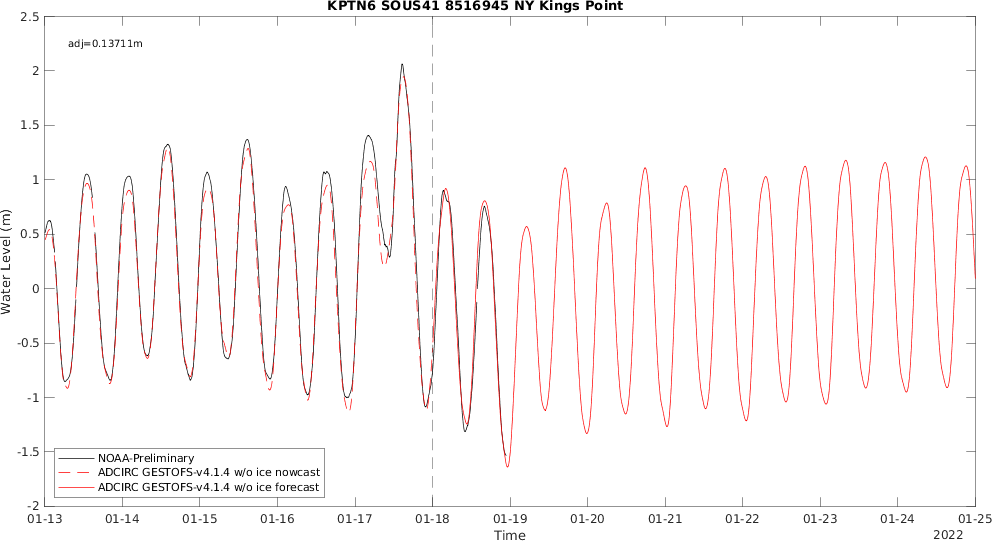 KPTN6 SOUS41 8516945 NY Kings Point
adj=0.13711m
2.5
2
1.5
1
0.5
0
-0.5
-1
-1.5
-2
Water Level (m)
NOAA-Preliminary
ADCIRC GESTOFS-v4.1.4 w/o ice nowcast
ADCIRC GESTOFS-v4.1.4 w/o ice forecast
01-13 01-14 01-15 01-16 01-17 01-18 01-19 01-20 01-21 01-22 01-23 01-24 01-25
Time
2022